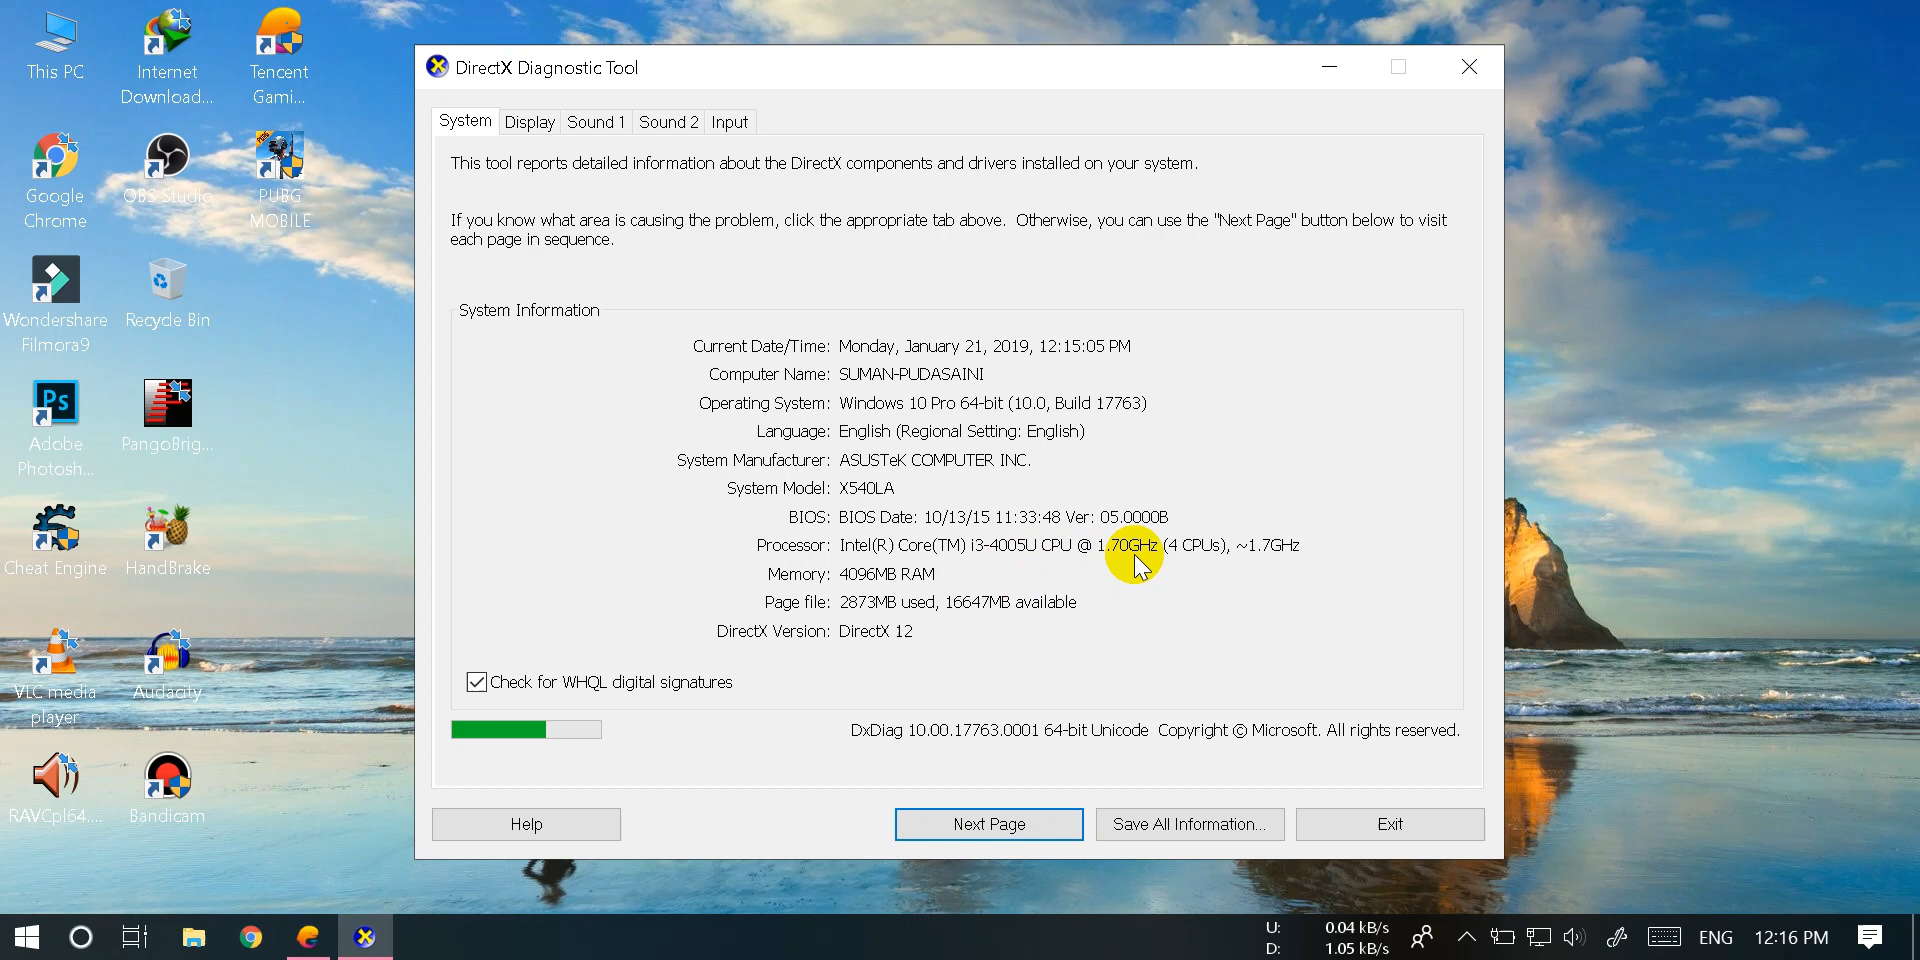 This PC
Internet
Download...
Tencent
Gami...
Google
Chrome
OBS Studio
PUBG
MOBILE
Wondershare
Filmora9
Recycle Bin
Ps
Adobe
Photosh...
PangoBrig...
Cheat Engine
HandBrake
VLC media
player
Audacity
RAVCpl64....
Bandicam
DirectX Diagnostic Tool
System Display Sound 1 Sound 2 Input
This tool reports detailed information about the DirectX components and drivers installed on your system.
If you know what area is causing the problem, click the appropriate tab above.  Otherwise, you can use the "Next Page" button below to visit
each page in sequence.
System Information
Current Date/Time: Monday, January 21, 2019, 12:15:05 PM
Computer Name: SUMAN-PUDASAINI
Operating System: Windows 10 Pro 64-bit (10.0, Build 17763)
Language: English (Regional Setting: English)
System Manufacturer: ASUSTeK COMPUTER INC.
System Model: X540LA
BIOS: BIOS Date: 10/13/15 11:33:48 Ver: 05.0000B
Processor: Intel(R) Core(TM) i3-4005U CPU @ 1.70GHz (4 CPUs), ~1.7GHz
Memory: 4096MB RAM
Page file: 2873MB used, 16647MB available
DirectX Version: DirectX 12
Check for WHQL digital signatures
DxDiag 10.00.17763.0001 64-bit Unicode  Copyright © Microsoft. All rights reserved.
Help Next Page Save All Information... Exit
U: 0.04 kB/s
D: 1.05 kB/s
ENG 12:16 PM